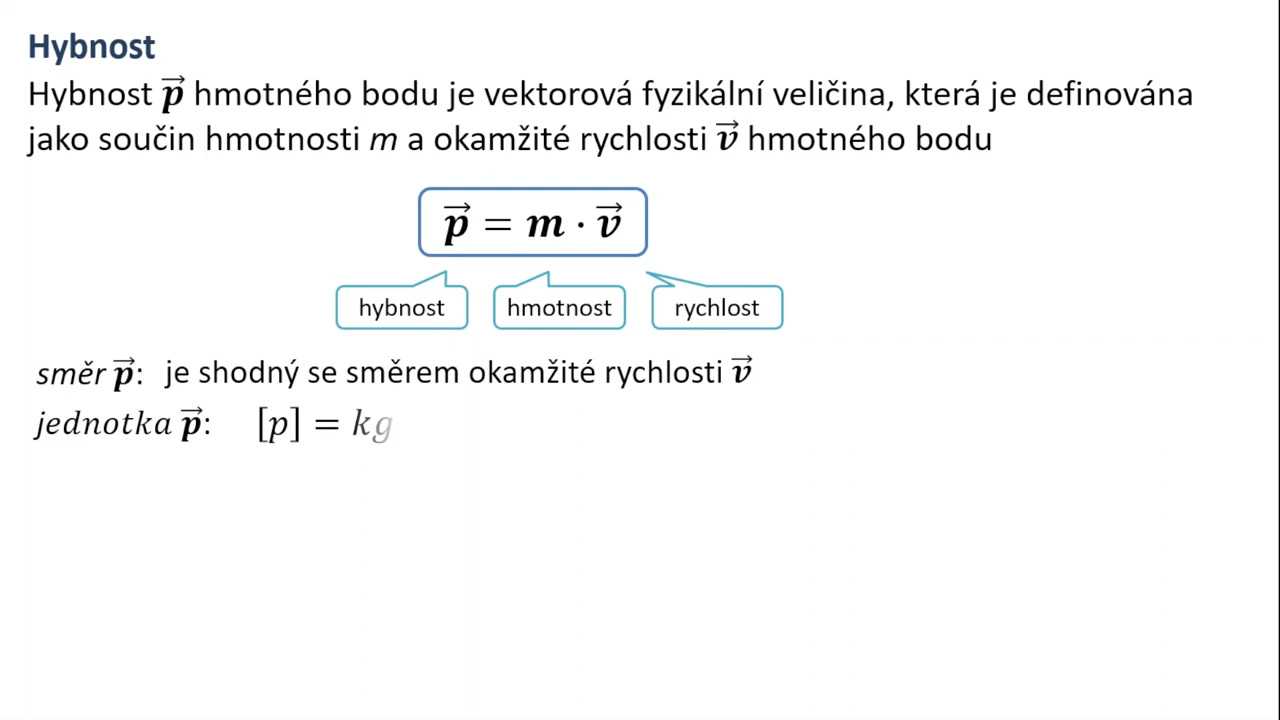 Hybnost
Hybnost p⃗ hmotného bodu je vektorová fyzikální veličina, která je definována
jako součin hmotnosti m a okamžité rychlosti v⃗ hmotného bodu
p⃗ = m · v⃗
hybnost hmotnost rychlost
směr p⃗: je shodný se směrem okamžité rychlosti v⃗
jednotka p⃗: [p] = kg